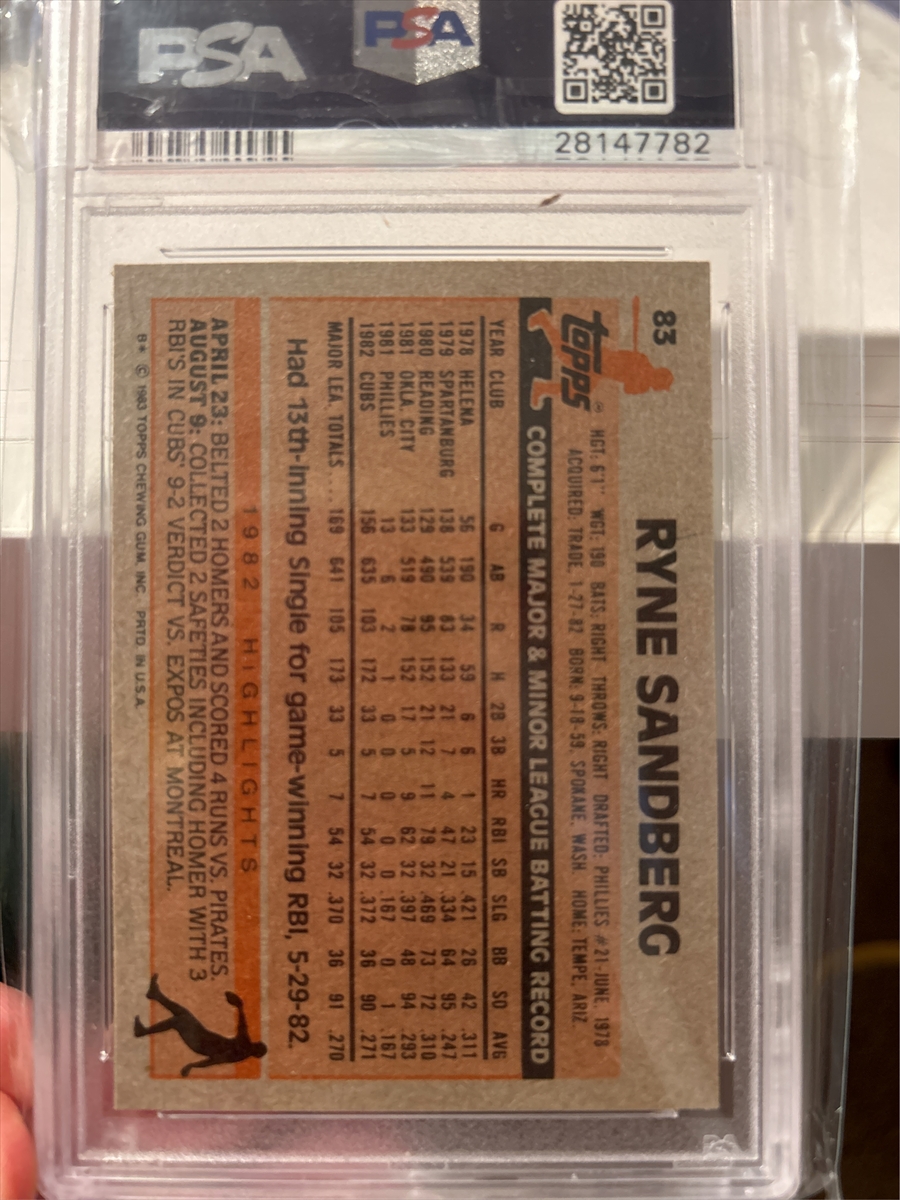 PSA
PSA
28147782
83
RYNE SANDBERG
topps®
HGT: 6'1" WGT: 190 BATS: RIGHT THROWS: RIGHT DRAFTED: PHILLIES #21-JUNE, 1978
ACQUIRED: TRADE, 1-27-82 BORN: 9-18-59, SPOKANE, WASH. HOME: TEMPE, ARIZ.
COMPLETE MAJOR & MINOR LEAGUE BATTING RECORD
YEAR CLUB G AB R H 2B 3B HR RBI SB SLG BB SO AVG
1978 HELENA 56 190 34 59 6 6 1 23 15 .421 26 42 .311
1979 SPARTANBURG 138 539 83 133 21 7 4 47 21 .334 64 95 .247
1980 READING 129 490 95 152 21 12 11 79 32 .469 73 72 .310
1981 OKLA. CITY 133 519 78 152 17 5 9 62 32 .397 48 94 .293
1981 PHILLIES 13 6 2 1 0 0 0 0 0 .167 0 1 .167
1982 CUBS 156 635 103 172 33 5 7 54 32 .372 36 90 .271
MAJOR LEA. TOTALS.... 169 641 105 173 33 5 7 54 32 .370 36 91 .270
Had 13th-inning Single for game-winning RBI, 5-29-82.
1982 HIGHLIGHTS
APRIL 23: BELTED 2 HOMERS AND SCORED 4 RUNS VS. PIRATES.
AUGUST 9: COLLECTED 2 SAFETIES INCLUDING HOMER WITH 3
RBI'S IN CUBS' 9-2 VERDICT VS. EXPOS AT MONTREAL.
B* © 1983 TOPPS CHEWING GUM, INC. PRTD. IN U.S.A.